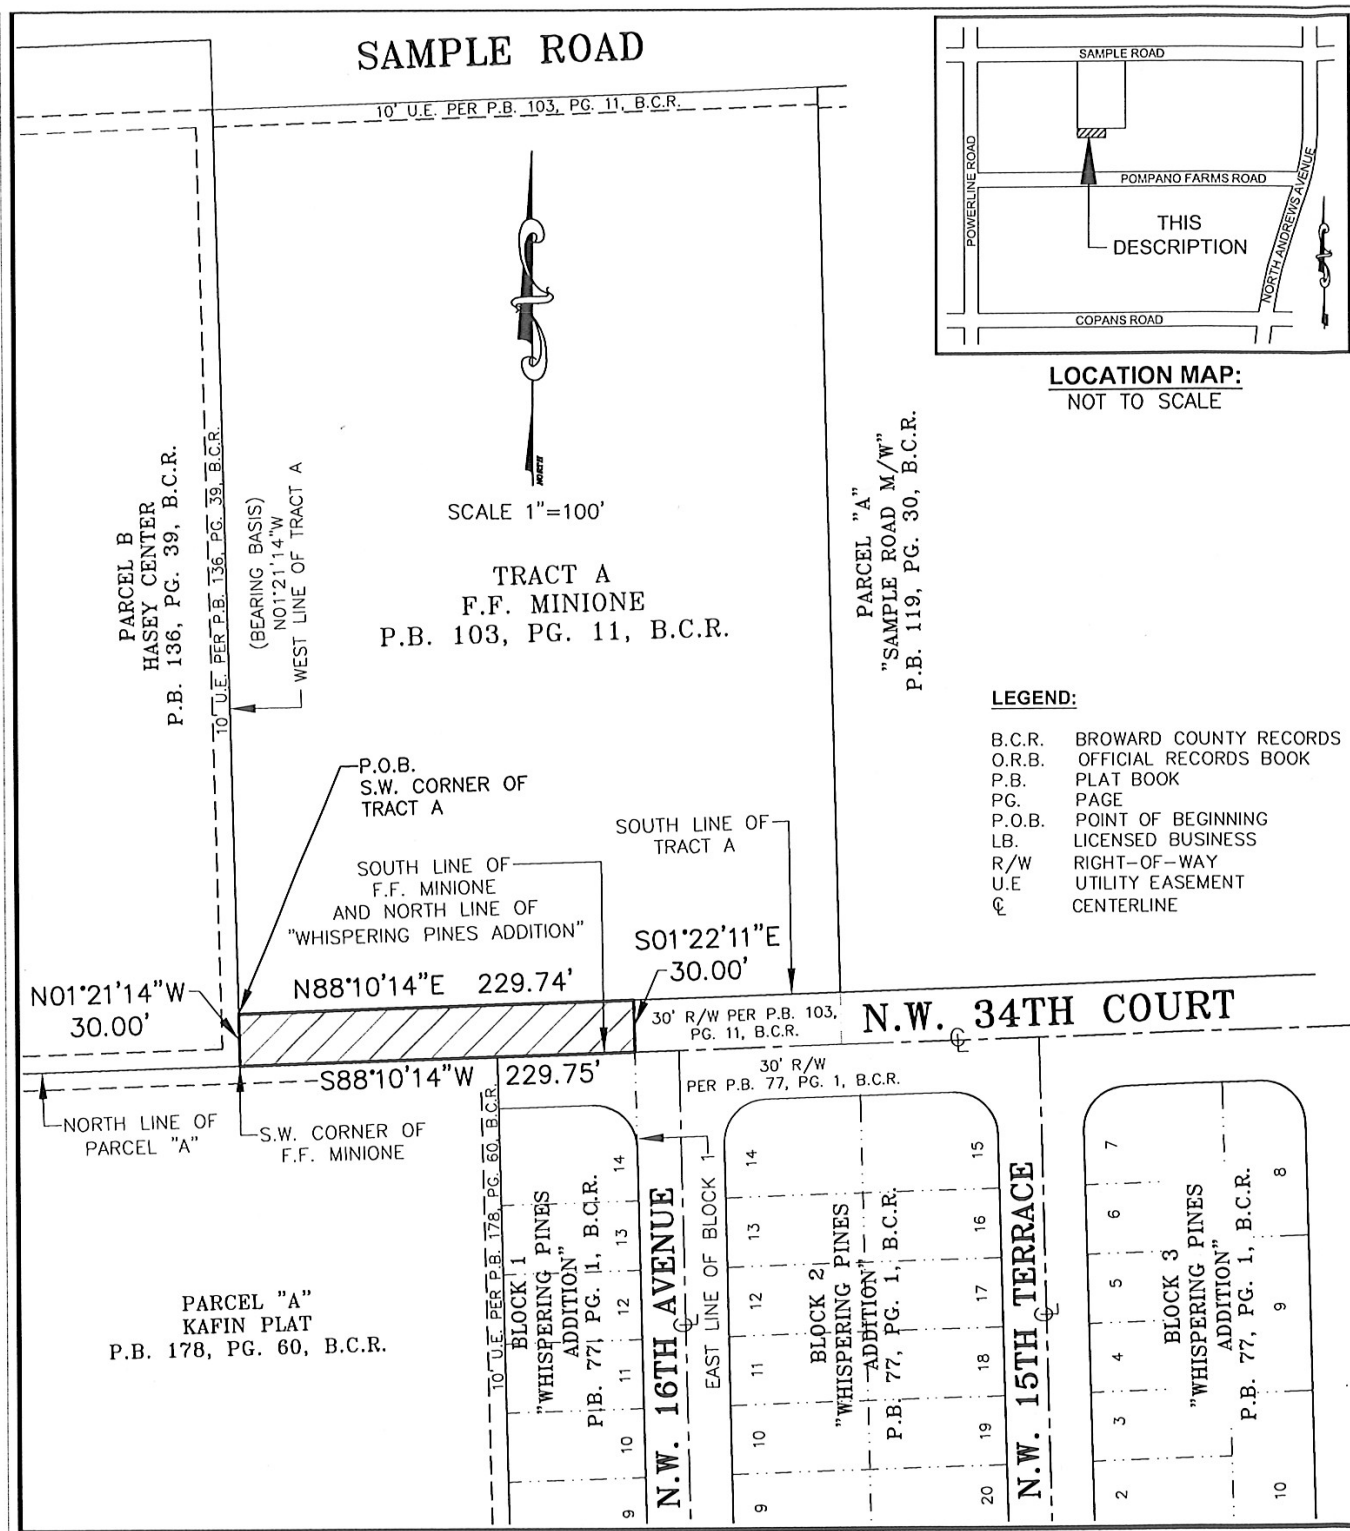 SAMPLE ROAD
10' U.E. PER P.B. 103, PG. 11, B.C.R.
SAMPLE ROAD
POWERLINE ROAD
POMPANO FARMS ROAD
NORTH ANDREWS AVENUE
THIS
DESCRIPTION
COPANS ROAD
LOCATION MAP:
NOT TO SCALE
NORTH
SCALE 1"=100'
TRACT A
F.F. MINIONE
P.B. 103, PG. 11, B.C.R.
PARCEL B
HASEY CENTER
P.B. 136, PG. 39, B.C.R.
10' U.E. PER P.B. 136, PG. 39, B.C.R.
(BEARING BASIS)
N01°21'14"W
WEST LINE OF TRACT A
PARCEL "A"
"SAMPLE ROAD M/W"
P.B. 119, PG. 30, B.C.R.
LEGEND:
B.C.R. BROWARD COUNTY RECORDS
O.R.B. OFFICIAL RECORDS BOOK
P.B. PLAT BOOK
PG. PAGE
P.O.B. POINT OF BEGINNING
LB. LICENSED BUSINESS
R/W RIGHT-OF-WAY
U.E UTILITY EASEMENT
℄ CENTERLINE
P.O.B.
S.W. CORNER OF
TRACT A
SOUTH LINE OF
TRACT A
SOUTH LINE OF
F.F. MINIONE
AND NORTH LINE OF
"WHISPERING PINES ADDITION"
S01°22'11"E
30.00'
N01°21'14"W
30.00'
N88°10'14"E 229.74'
30' R/W PER P.B. 103,
PG. 11, B.C.R.
N.W. 34TH COURT
℄
S88°10'14"W 229.75'
30' R/W
PER P.B. 77, PG. 1, B.C.R.
NORTH LINE OF
PARCEL "A"
S.W. CORNER OF
F.F. MINIONE
PARCEL "A"
KAFIN PLAT
P.B. 178, PG. 60, B.C.R.
10' U.E. PER P.B. 178, PG. 60, B.C.R.
BLOCK 1
"WHISPERING PINES
ADDITION"
P.B. 77, PG. 1, B.C.R.
14
13
12
11
10
9
N.W. 16TH AVENUE
℄
EAST LINE OF BLOCK 1
14
13
12
11
10
9
BLOCK 2
"WHISPERING PINES
ADDITION"
P.B. 77, PG. 1, B.C.R.
15
16
17
18
19
20
N.W. 15TH TERRACE
℄
7
6
5
4
3
2
BLOCK 3
"WHISPERING PINES
ADDITION"
P.B. 77, PG. 1, B.C.R.
8
9
10